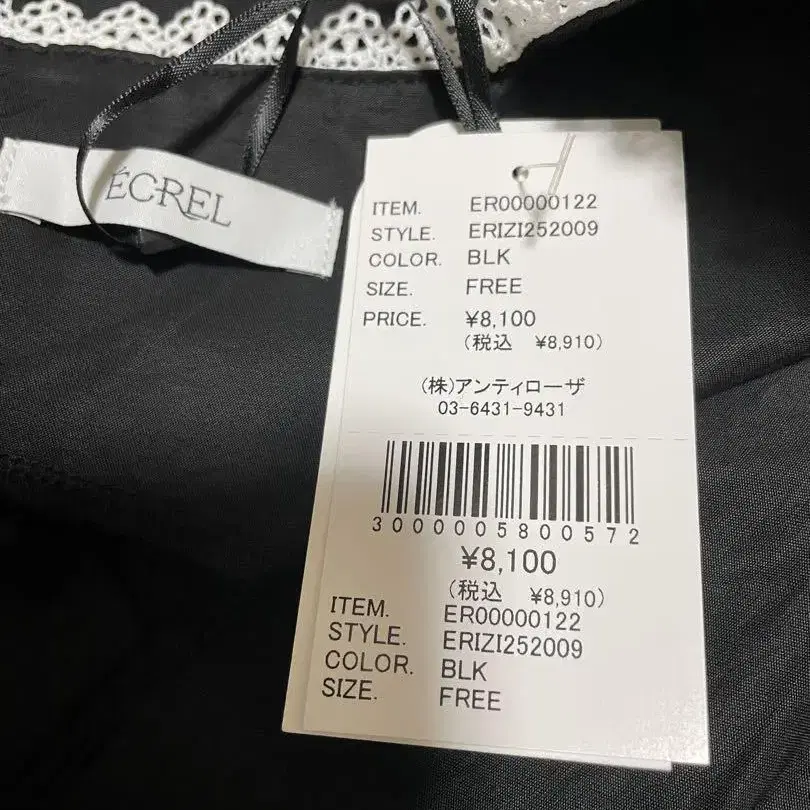 ÉCREL
ITEM. ER00000122
STYLE. ERIZI252009
COLOR. BLK
SIZE. FREE
PRICE. ¥8,100
(税込 ¥8,910)
(株)アンティローザ
03-6431-9431
3000005800572
¥8,100
(税込 ¥8,910)
ITEM. ER00000122
STYLE. ERIZI252009
COLOR. BLK
SIZE. FREE